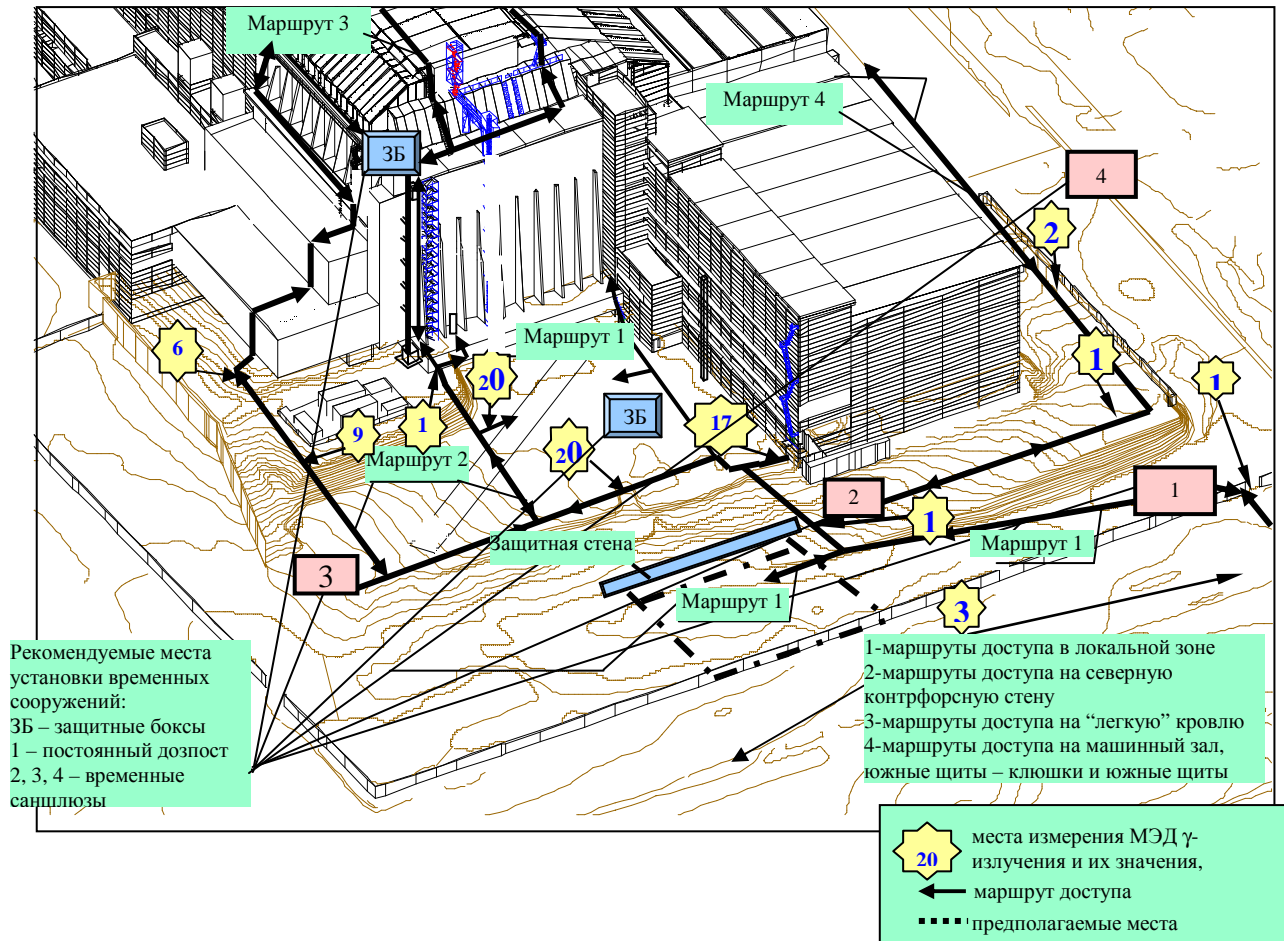 Маршрут 3
Маршрут 4
ЗБ
4
2
Маршрут 1
6
20
1
1
ЗБ
9
1
17
20
Маршрут 2
2
1
1
Защитная стена
Маршрут 1
3
Маршрут 1
3
Рекомендуемые места
установки временных
сооружений:
ЗБ – защитные боксы
1 – постоянный дозпост
2, 3, 4 – временные
саншлюзы
1-маршруты доступа в локальной зоне
2-маршруты доступа на северную
контрфорсную стену
3-маршруты доступа на “легкую” кровлю
4-маршруты доступа на машинный зал,
южные щиты – клюшки и южные щиты
20
места измерения МЭД γ-
излучения и их значения,
маршрут доступа
предполагаемые места